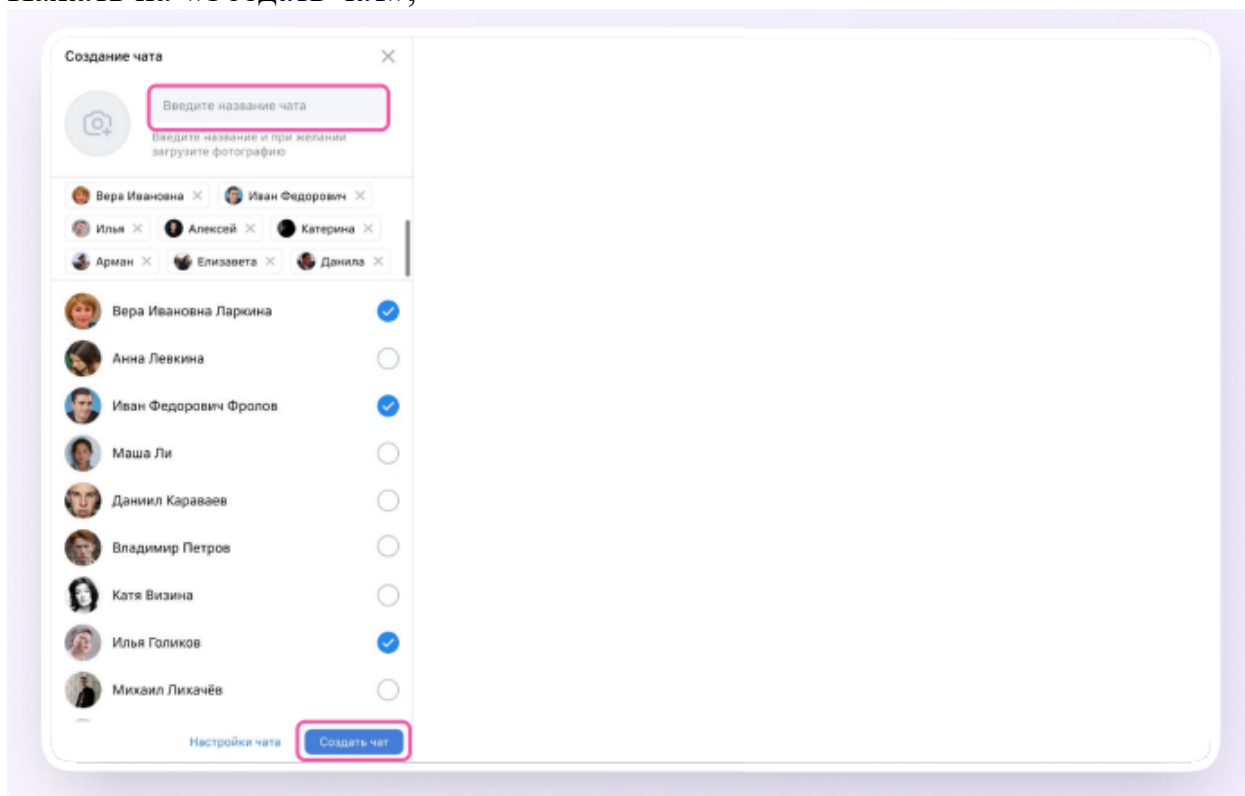 Создание чата
Введите название чата
Введите название и при желании
загрузите фотографию
Вера Ивановна Иван Федорович
Илья Алексей Катерина
Арман Елизавета Данила
Вера Ивановна Ларкина
Анна Левкина
Иван Федорович Фролов
Маша Ли
Даниил Караваев
Владимир Петров
Катя Визина
Илья Голиков
Михаил Лихачёв
Настройки чата Создать чат